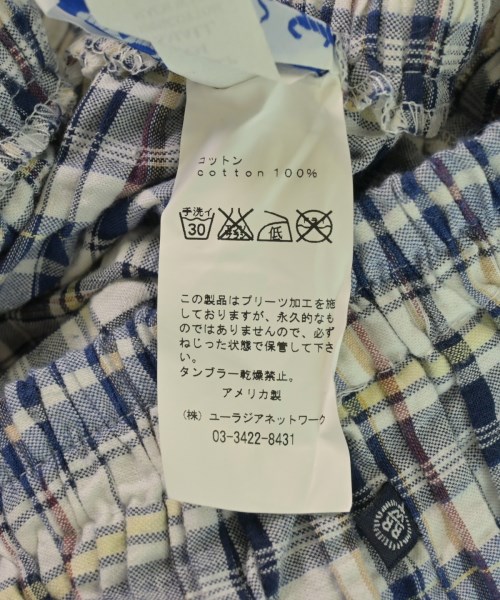 コットン
cotton 100%
手洗イ
30
低
この製品はプリーツ加工を施
しておりますが、永久的なも
のではありませんので、必ず
ねじった状態で保管して下さ
い。
タンブラー乾燥禁止。
アメリカ製
(株) ユーラジアネットワーク
03-3422-8431